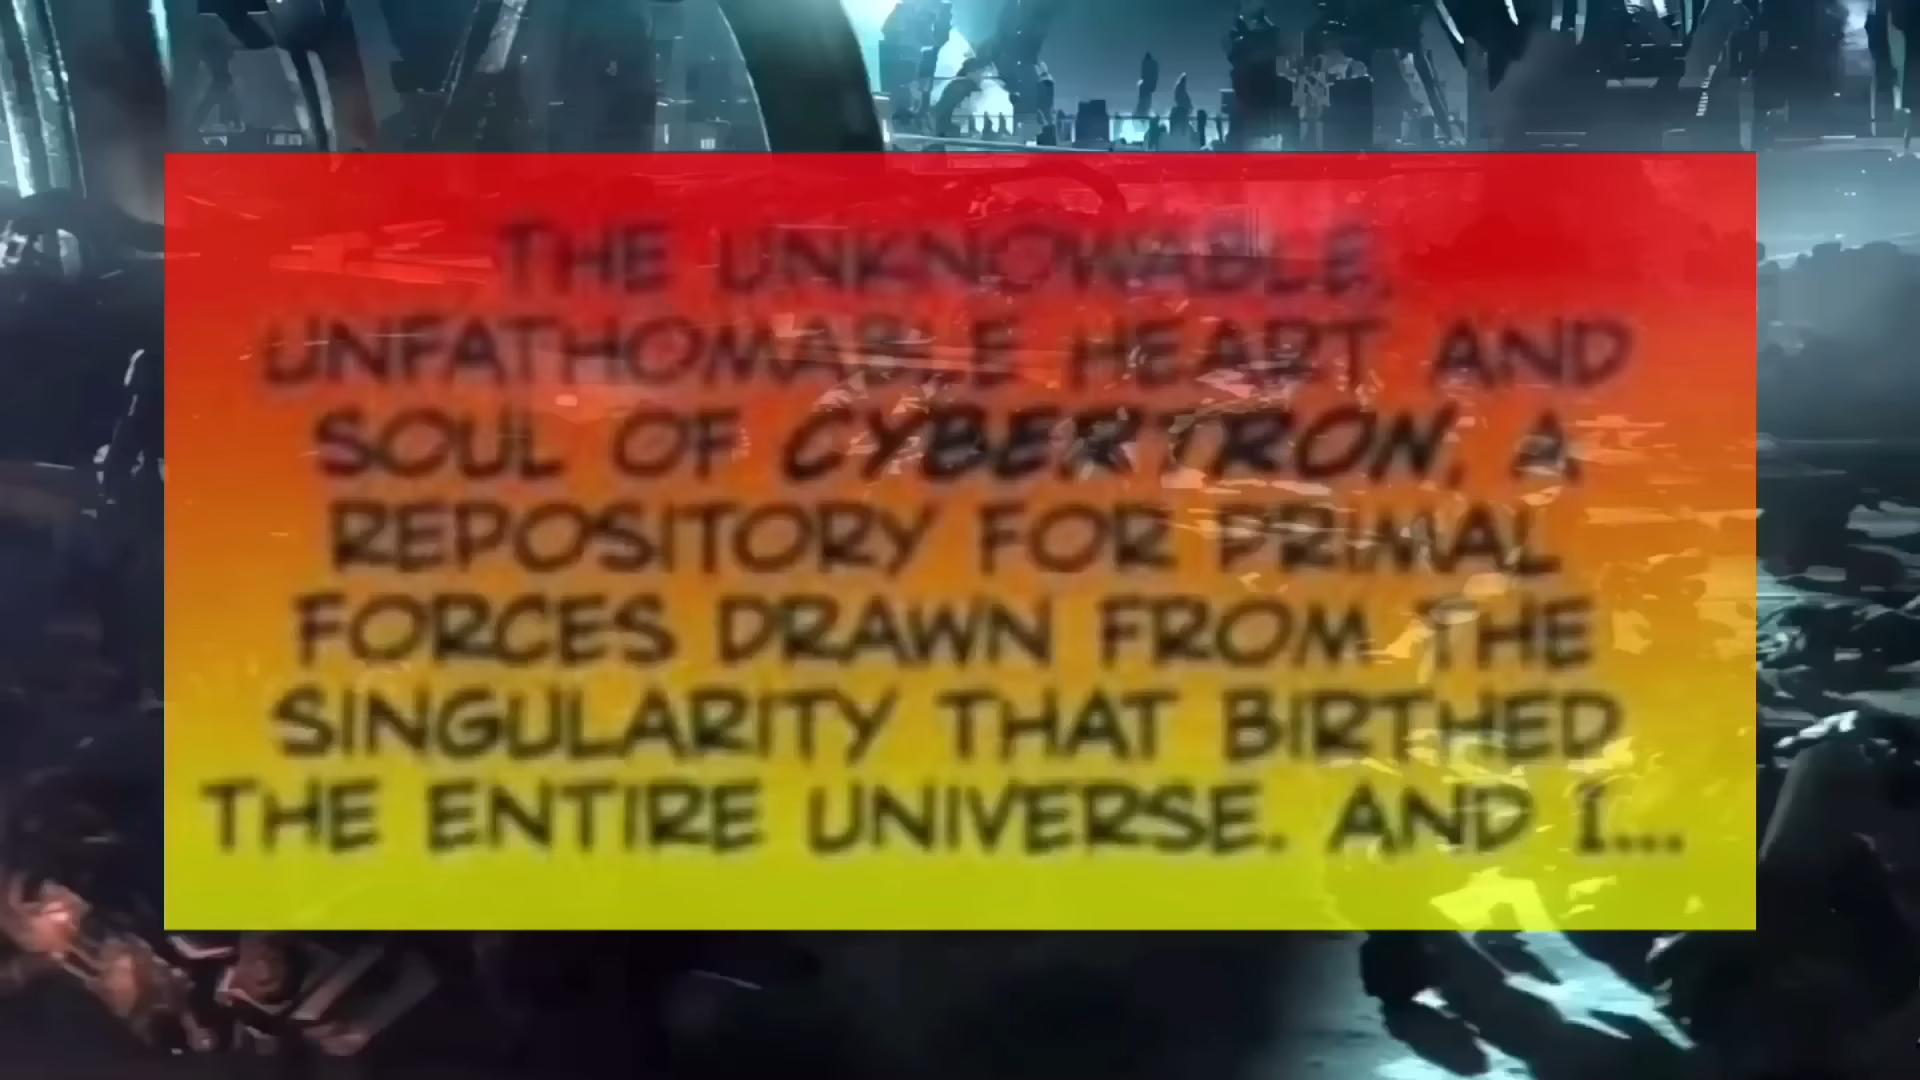 THE UNKNOWABLE,
UNFATHOMABLE HEART AND
SOUL OF CYBERTRON, A
REPOSITORY FOR PRIMAL
FORCES DRAWN FROM THE
SINGULARITY THAT BIRTHED
THE ENTIRE UNIVERSE. AND I...